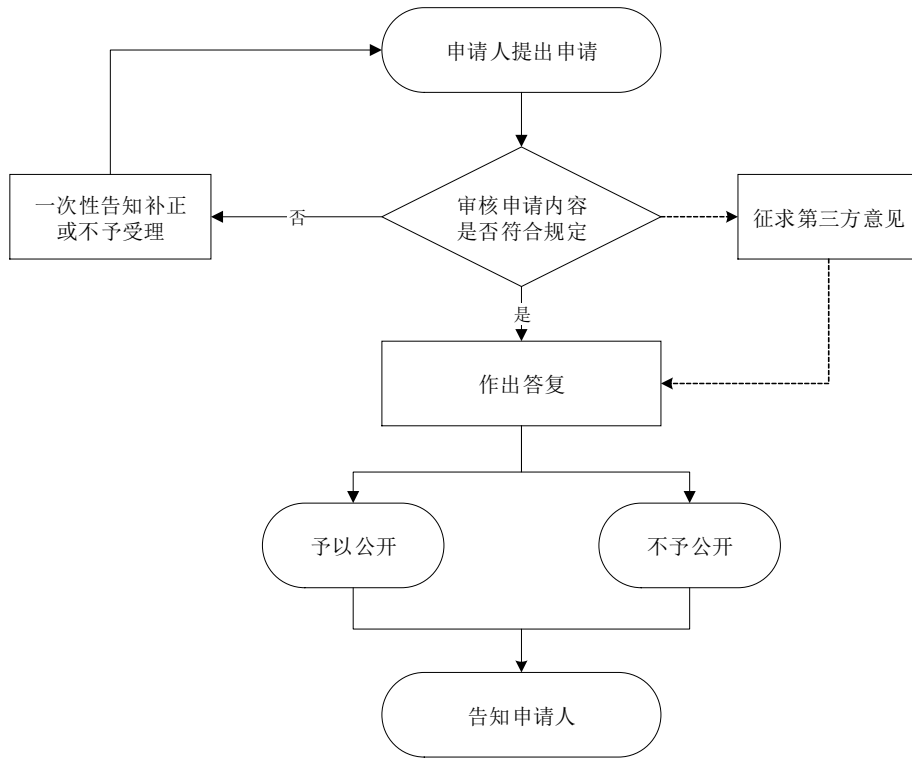 申请人提出申请
一次性告知补正
或不予受理
否
审核申请内容
是否符合规定
征求第三方意见
是
作出答复
予以公开
不予公开
告知申请人